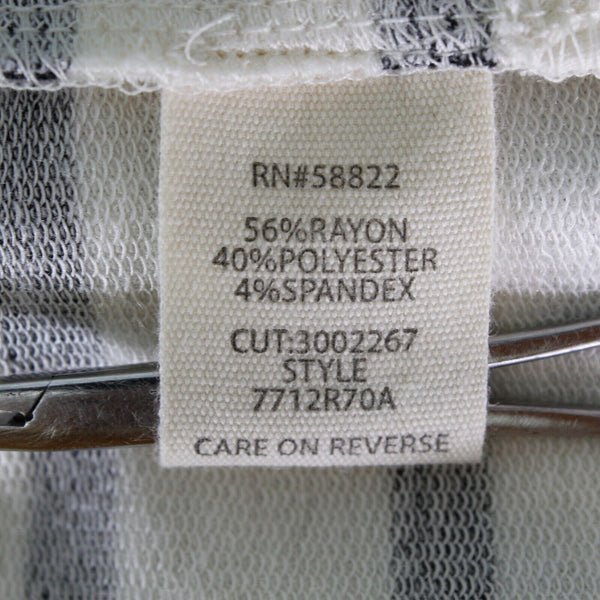 RN#58822
56%RAYON
40%POLYESTER
4%SPANDEX
CUT:3002267
STYLE
7712R70A
CARE ON REVERSE